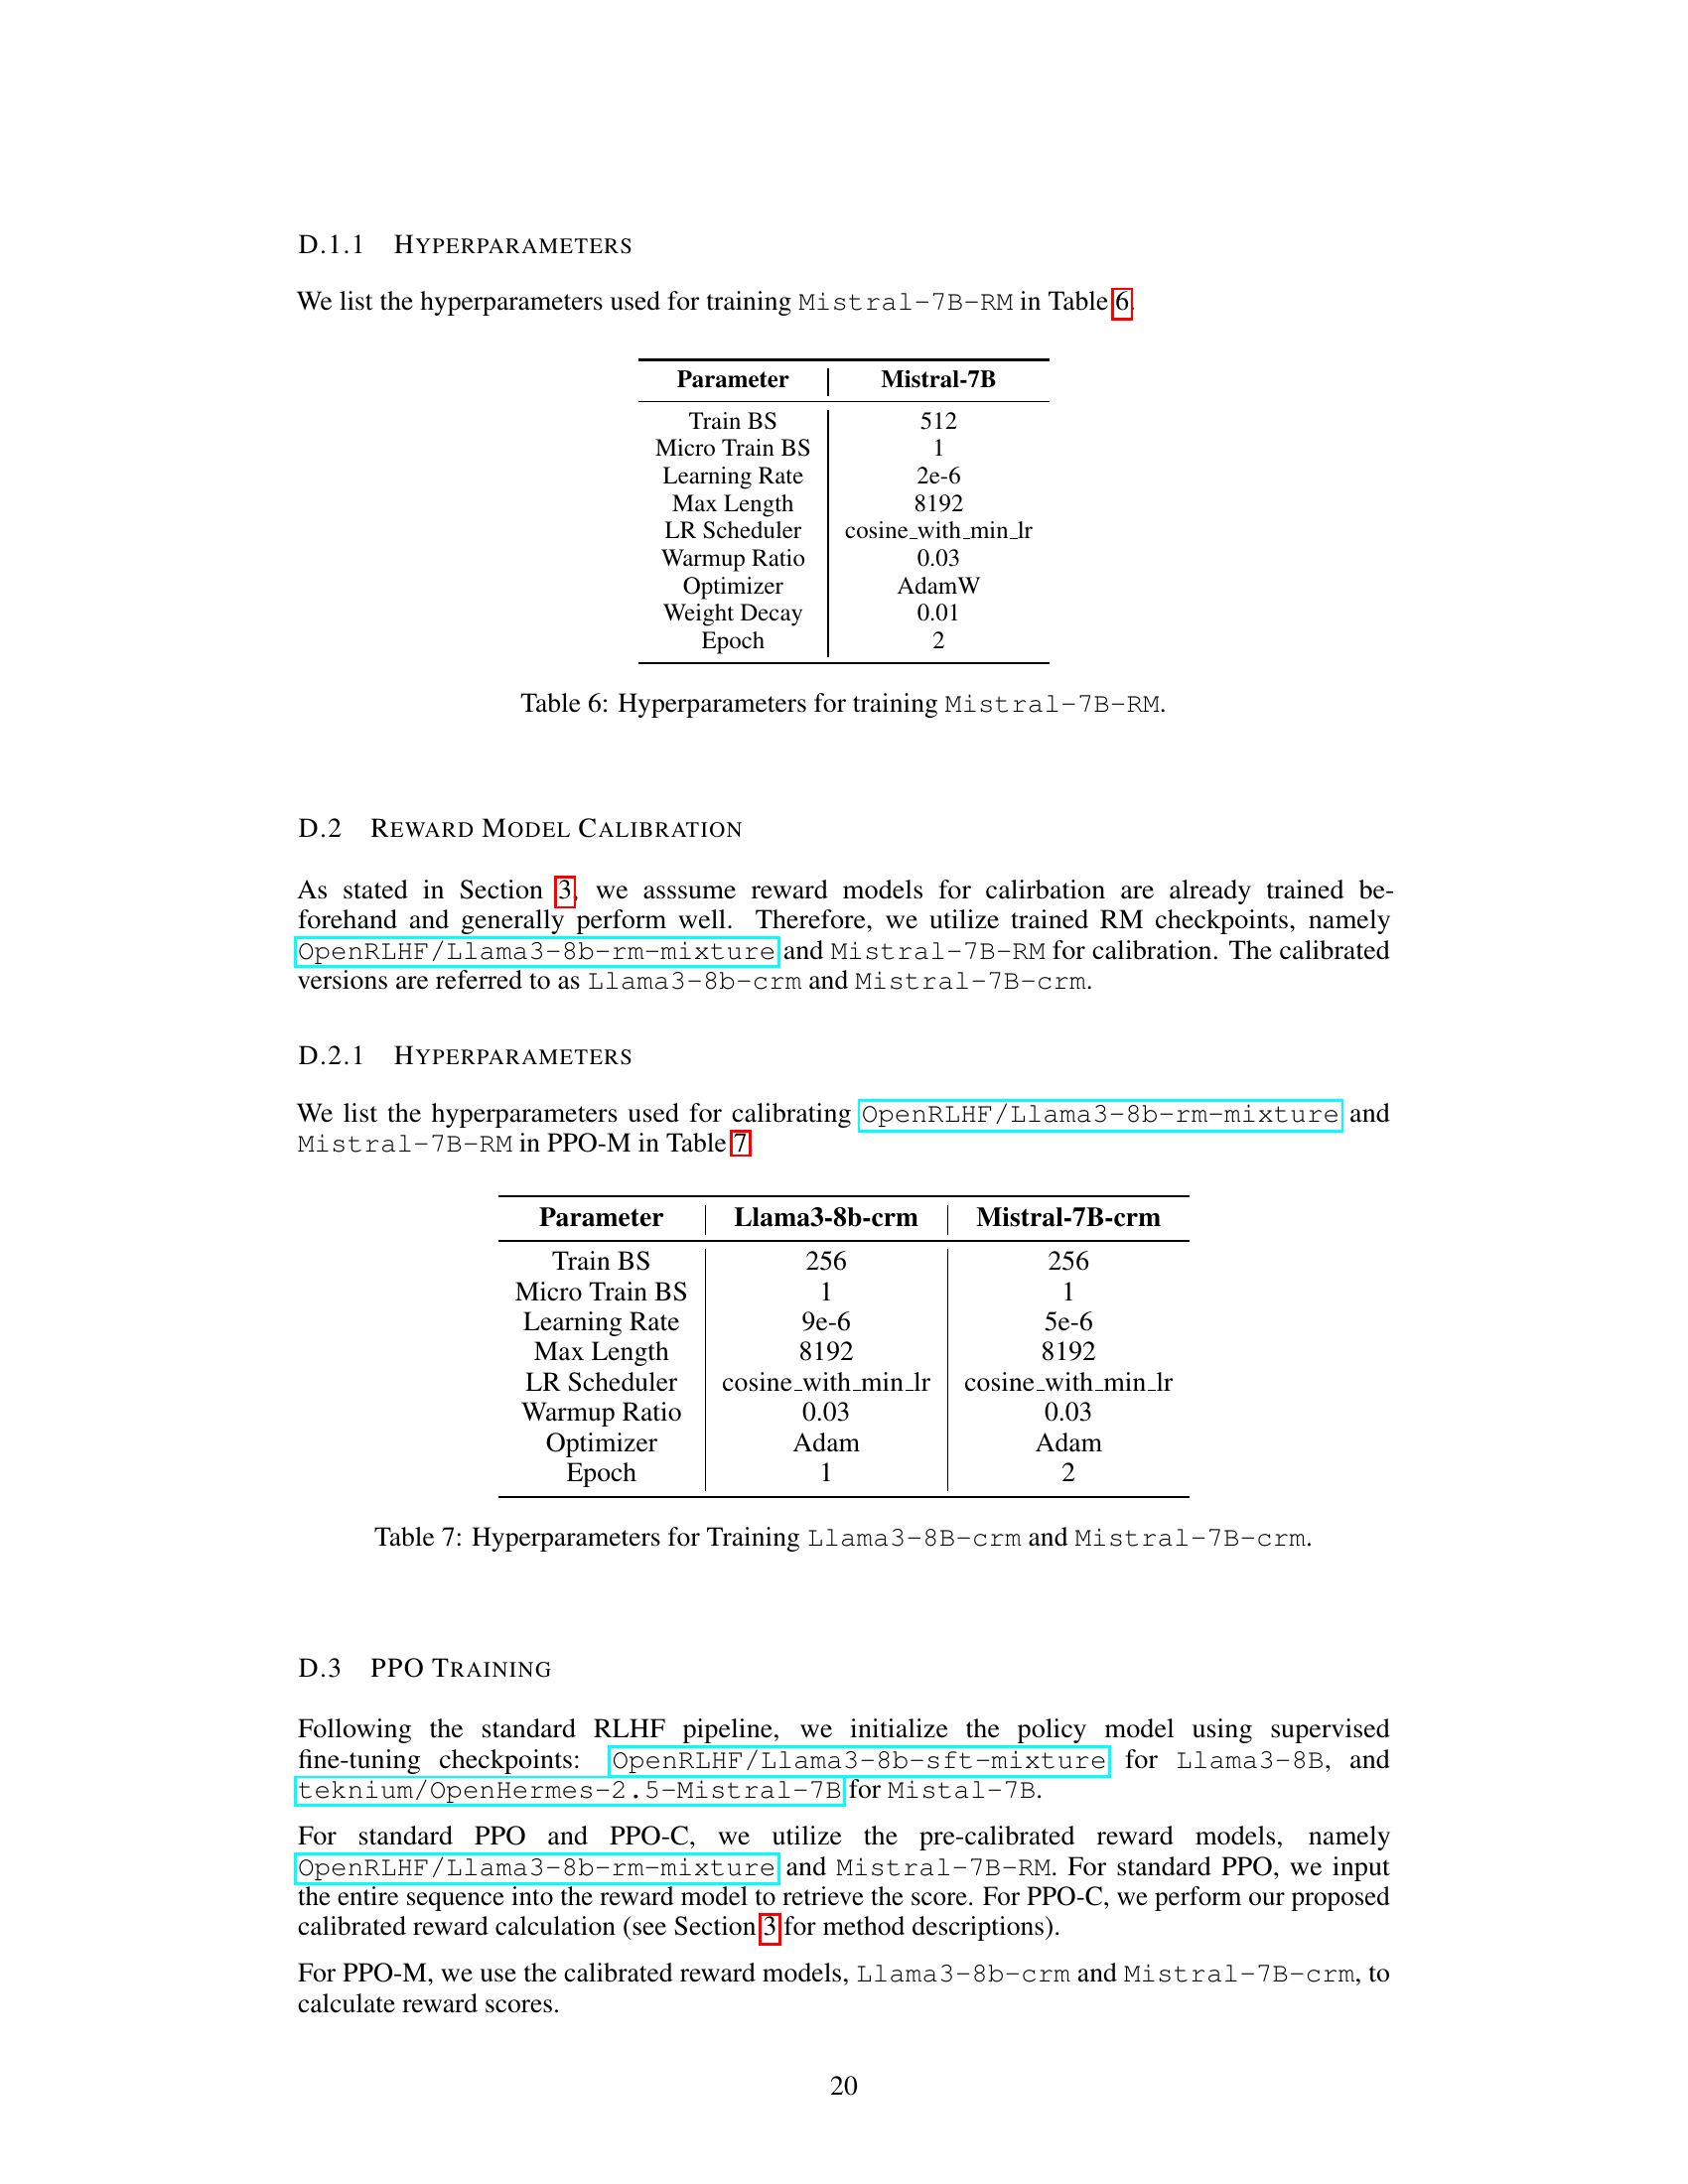 D.1.1 HYPERPARAMETERS
We list the hyperparameters used for training Mistral-7B-RM in Table 6.
Parameter Mistral-7B
Train BS 512
Micro Train BS 1
Learning Rate 2e-6
Max Length 8192
LR Scheduler cosine_with_min_lr
Warmup Ratio 0.03
Optimizer AdamW
Weight Decay 0.01
Epoch 2
Table 6: Hyperparameters for training Mistral-7B-RM.
D.2 REWARD MODEL CALIBRATION
As stated in Section 3, we asssume reward models for calirbation are already trained be-
forehand and generally perform well. Therefore, we utilize trained RM checkpoints, namely
OpenRLHF/Llama3-8b-rm-mixture and Mistral-7B-RM for calibration. The calibrated
versions are referred to as Llama3-8b-crm and Mistral-7B-crm.
D.2.1 HYPERPARAMETERS
We list the hyperparameters used for calibrating OpenRLHF/Llama3-8b-rm-mixture and
Mistral-7B-RM in PPO-M in Table 7
Parameter Llama3-8b-crm Mistral-7B-crm
Train BS 256 256
Micro Train BS 1 1
Learning Rate 9e-6 5e-6
Max Length 8192 8192
LR Scheduler cosine_with_min_lr cosine_with_min_lr
Warmup Ratio 0.03 0.03
Optimizer Adam Adam
Epoch 1 2
Table 7: Hyperparameters for Training Llama3-8B-crm and Mistral-7B-crm.
D.3 PPO TRAINING
Following the standard RLHF pipeline, we initialize the policy model using supervised
fine-tuning checkpoints: OpenRLHF/Llama3-8b-sft-mixture for Llama3-8B, and
teknium/OpenHermes-2.5-Mistral-7B for Mistal-7B.
For standard PPO and PPO-C, we utilize the pre-calibrated reward models, namely
OpenRLHF/Llama3-8b-rm-mixture and Mistral-7B-RM. For standard PPO, we input
the entire sequence into the reward model to retrieve the score. For PPO-C, we perform our proposed
calibrated reward calculation (see Section 3 for method descriptions).
For PPO-M, we use the calibrated reward models, Llama3-8b-crm and Mistral-7B-crm, to
calculate reward scores.
20